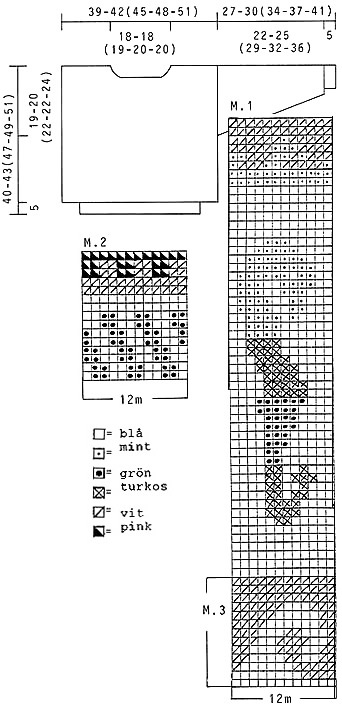 39-42(45-48-51)
27-30(34-37-41)
18-18
(19-20-20)
22-25
(29-32-36)
5
40-43(47-49-51)
19-20
(22-22-24)
5
M.1
M.2
12m
= blå
= mint
= grön
= turkos
= vit
= pink
M.3
12m